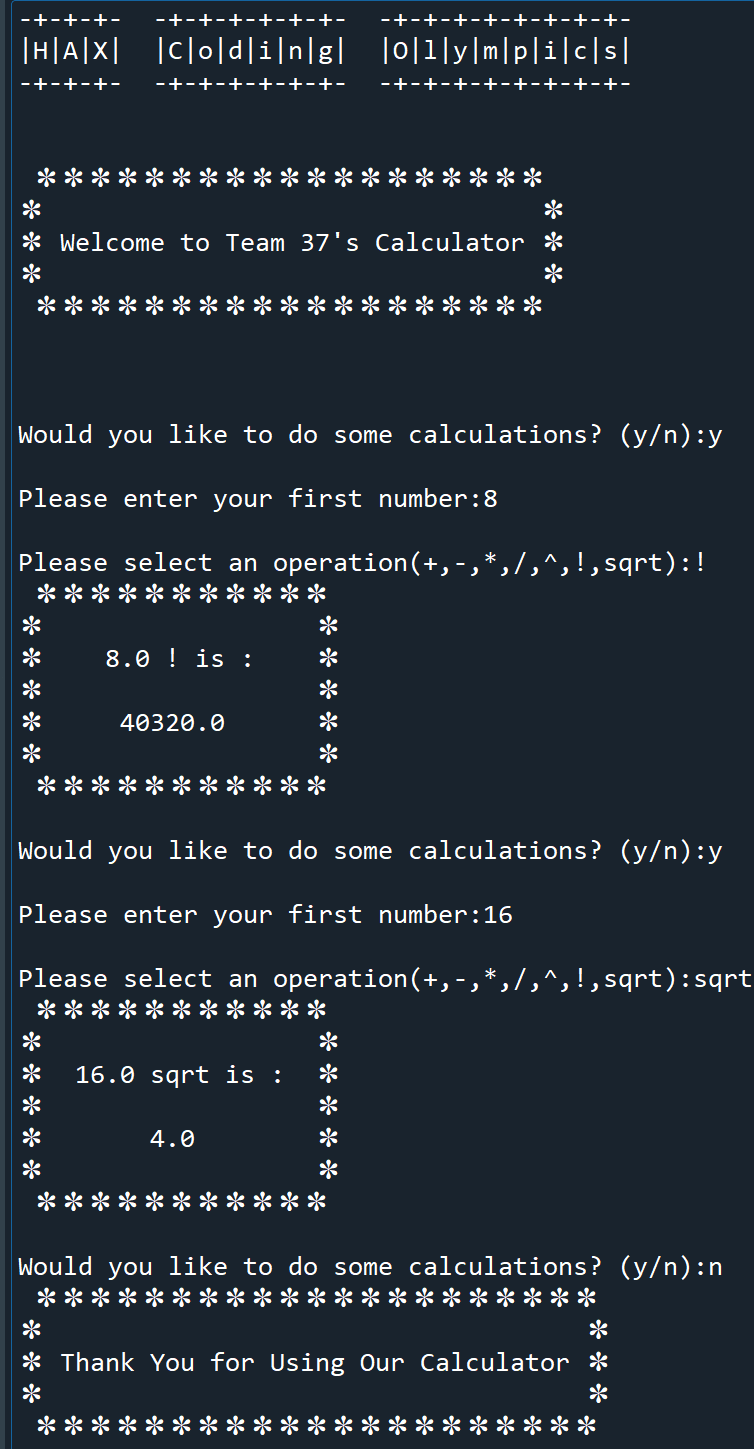 -+-+-+- -+-+-+-+-+-+- -+-+-+-+-+-+-+-+-
|H|A|X| |C|o|d|i|n|g| |O|l|y|m|p|i|c|s|
-+-+-+- -+-+-+-+-+-+- -+-+-+-+-+-+-+-+-
✼✼✼✼✼✼✼✼✼✼✼✼✼✼✼✼✼✼✼
✼ ✼
✼ Welcome to Team 37's Calculator ✼
✼ ✼
✼✼✼✼✼✼✼✼✼✼✼✼✼✼✼✼✼✼✼
Would you like to do some calculations? (y/n):y
Please enter your first number:8
Please select an operation(+,-,*,/,^,!,sqrt):!
✼✼✼✼✼✼✼✼✼✼✼
✼ ✼
✼ 8.0 ! is : ✼
✼ ✼
✼ 40320.0 ✼
✼ ✼
✼✼✼✼✼✼✼✼✼✼✼
Would you like to do some calculations? (y/n):y
Please enter your first number:16
Please select an operation(+,-,*,/,^,!,sqrt):sqrt
✼✼✼✼✼✼✼✼✼✼✼
✼ ✼
✼ 16.0 sqrt is : ✼
✼ ✼
✼ 4.0 ✼
✼ ✼
✼✼✼✼✼✼✼✼✼✼✼
Would you like to do some calculations? (y/n):n
✼✼✼✼✼✼✼✼✼✼✼✼✼✼✼✼✼✼✼✼✼
✼ ✼
✼ Thank You for Using Our Calculator ✼
✼ ✼
✼✼✼✼✼✼✼✼✼✼✼✼✼✼✼✼✼✼✼✼✼